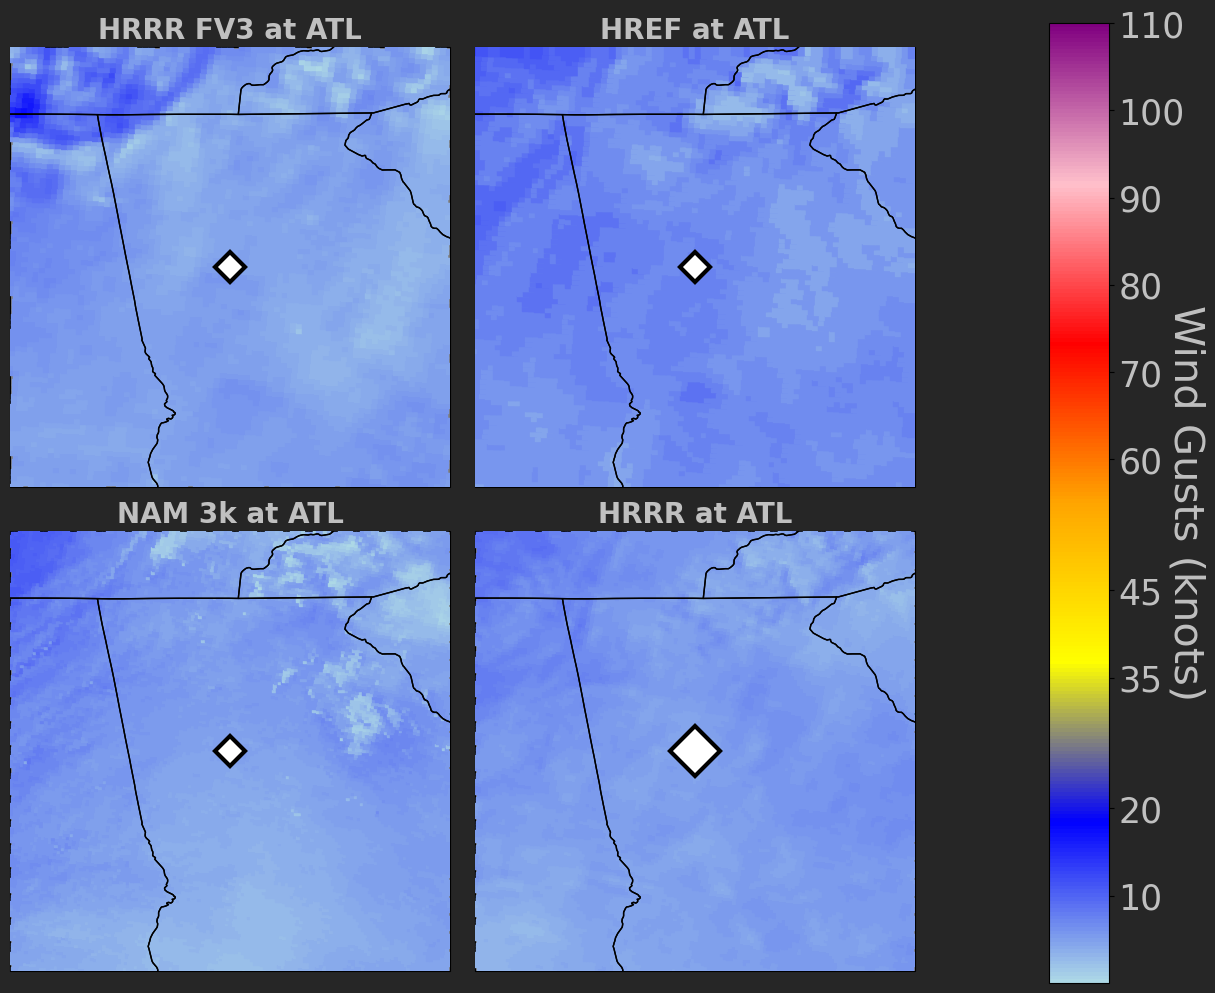 HRRR FV3 at ATL
HREF at ATL
NAM 3k at ATL
HRRR at ATL
110
100
90
80
70
60
45
35
20
10
Wind Gusts (knots)